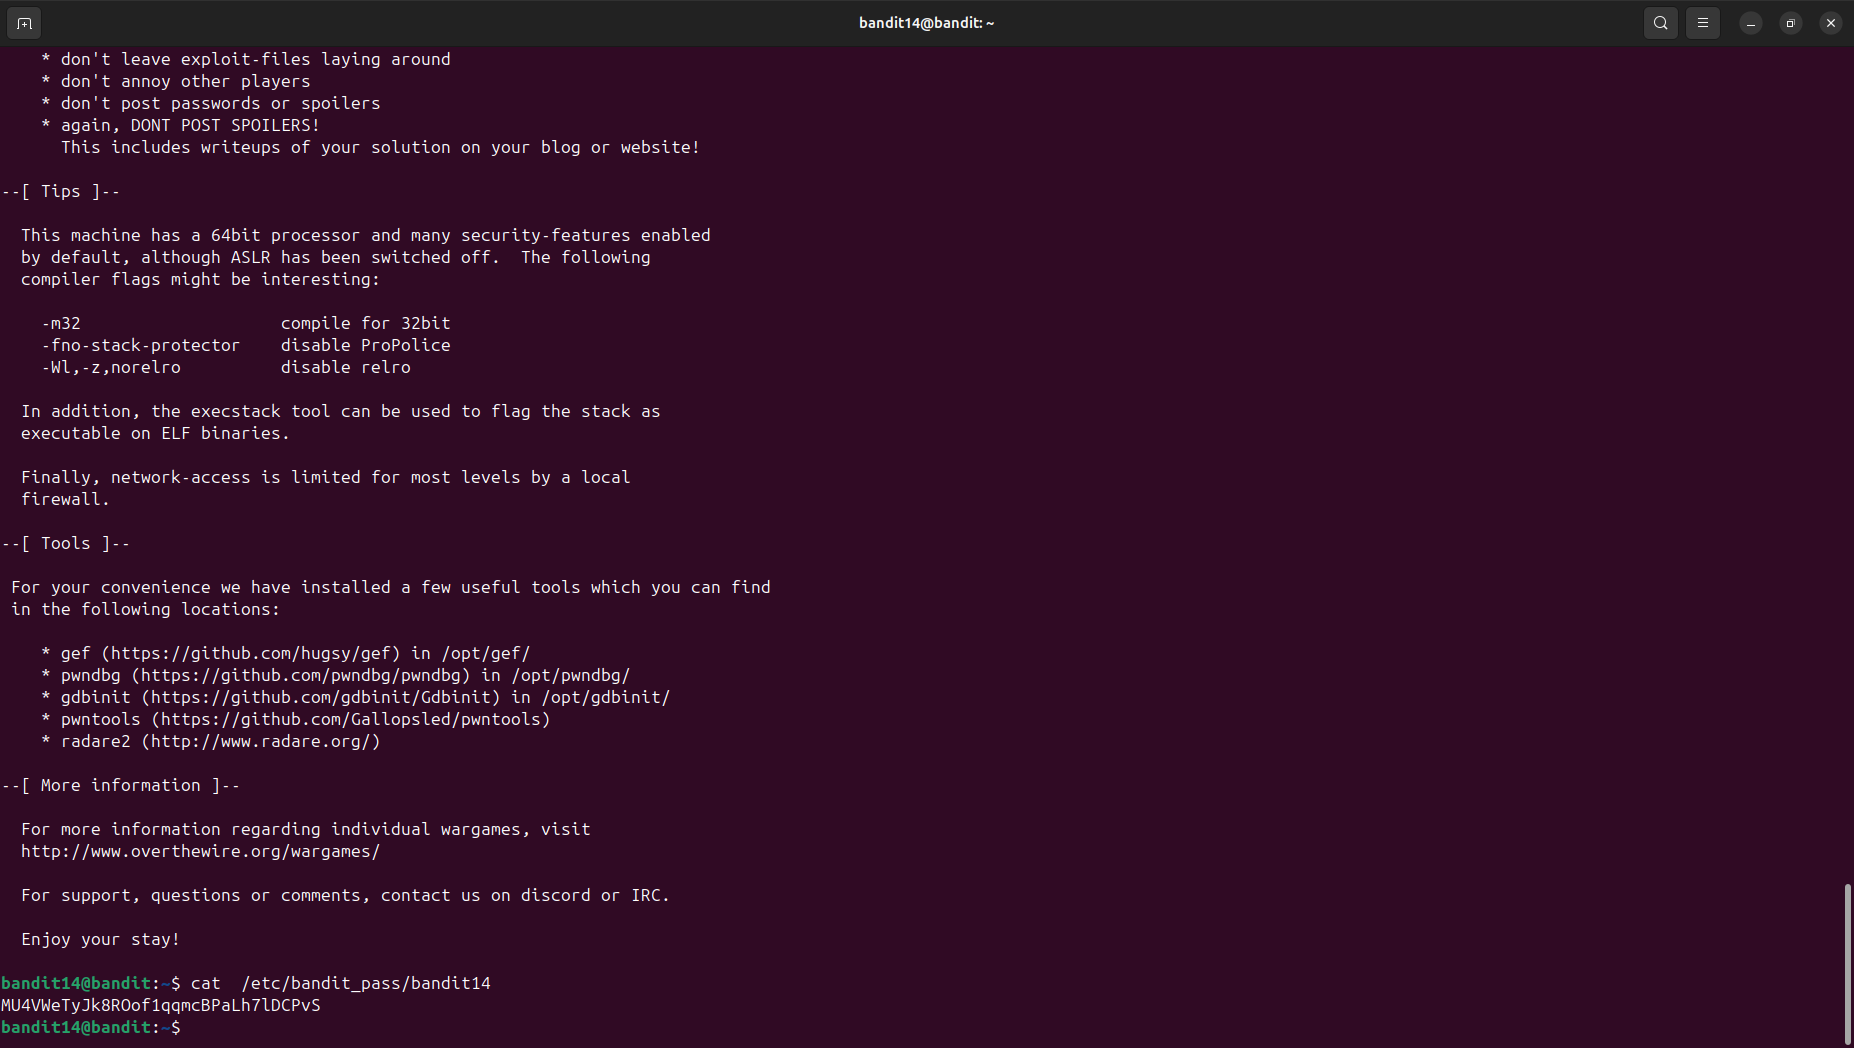 bandit14@bandit: ~
* don't leave exploit-files laying around
* don't annoy other players
* don't post passwords or spoilers
* again, DONT POST SPOILERS!
This includes writeups of your solution on your blog or website!
--[ Tips ]--
This machine has a 64bit processor and many security-features enabled
by default, although ASLR has been switched off.  The following
compiler flags might be interesting:
-m32                    compile for 32bit
-fno-stack-protector    disable ProPolice
-Wl,-z,norelro          disable relro
In addition, the execstack tool can be used to flag the stack as
executable on ELF binaries.
Finally, network-access is limited for most levels by a local
firewall.
--[ Tools ]--
For your convenience we have installed a few useful tools which you can find
in the following locations:
* gef (https://github.com/hugsy/gef) in /opt/gef/
* pwndbg (https://github.com/pwndbg/pwndbg) in /opt/pwndbg/
* gdbinit (https://github.com/gdbinit/Gdbinit) in /opt/gdbinit/
* pwntools (https://github.com/Gallopsled/pwntools)
* radare2 (http://www.radare.org/)
--[ More information ]--
For more information regarding individual wargames, visit
http://www.overthewire.org/wargames/
For support, questions or comments, contact us on discord or IRC.
Enjoy your stay!
bandit14@bandit:~$ cat  /etc/bandit_pass/bandit14
MU4VWeTyJk8ROof1qqmcBPaLh7lDCPvS
bandit14@bandit:~$